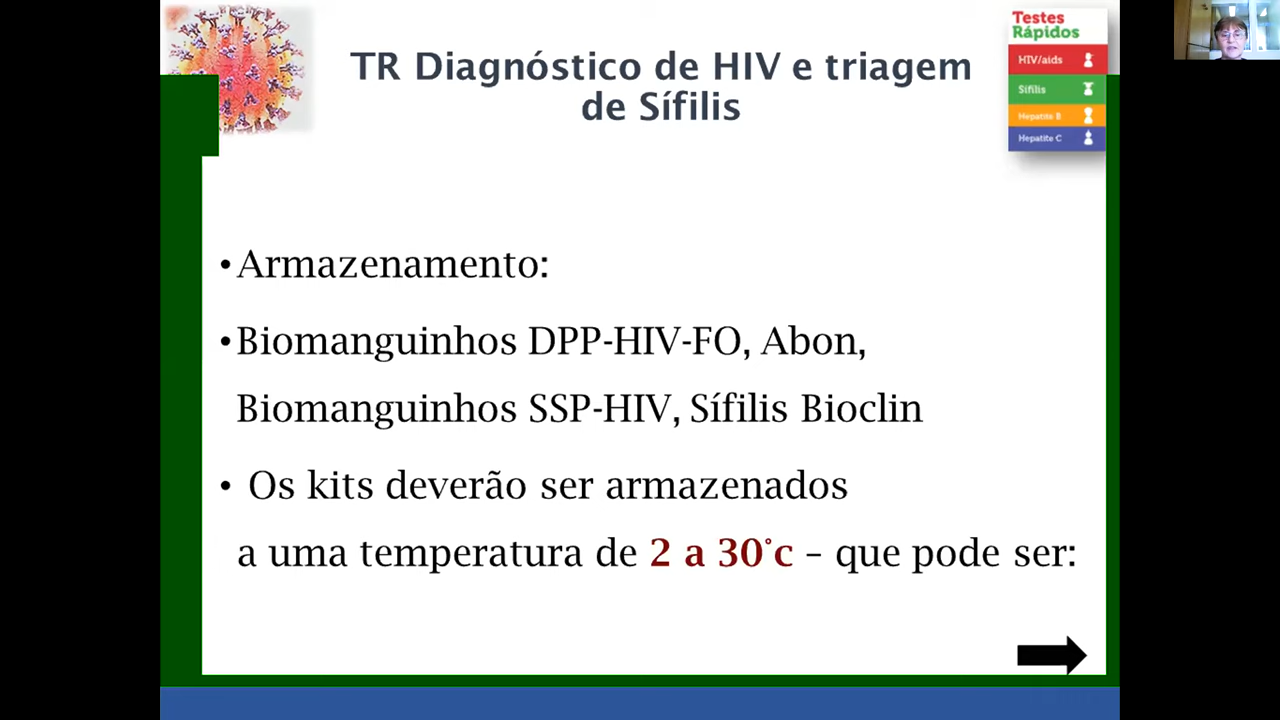 TR Diagnóstico de HIV e triagem
de Sífilis
Testes
Rápidos
HIV/aids
Sífilis
Hepatite B
Hepatite C
•Armazenamento:
•Biomanguinhos DPP-HIV-FO, Abon,
Biomanguinhos SSP-HIV, Sífilis Bioclin
• Os kits deverão ser armazenados
a uma temperatura de 2 a 30°c – que pode ser: